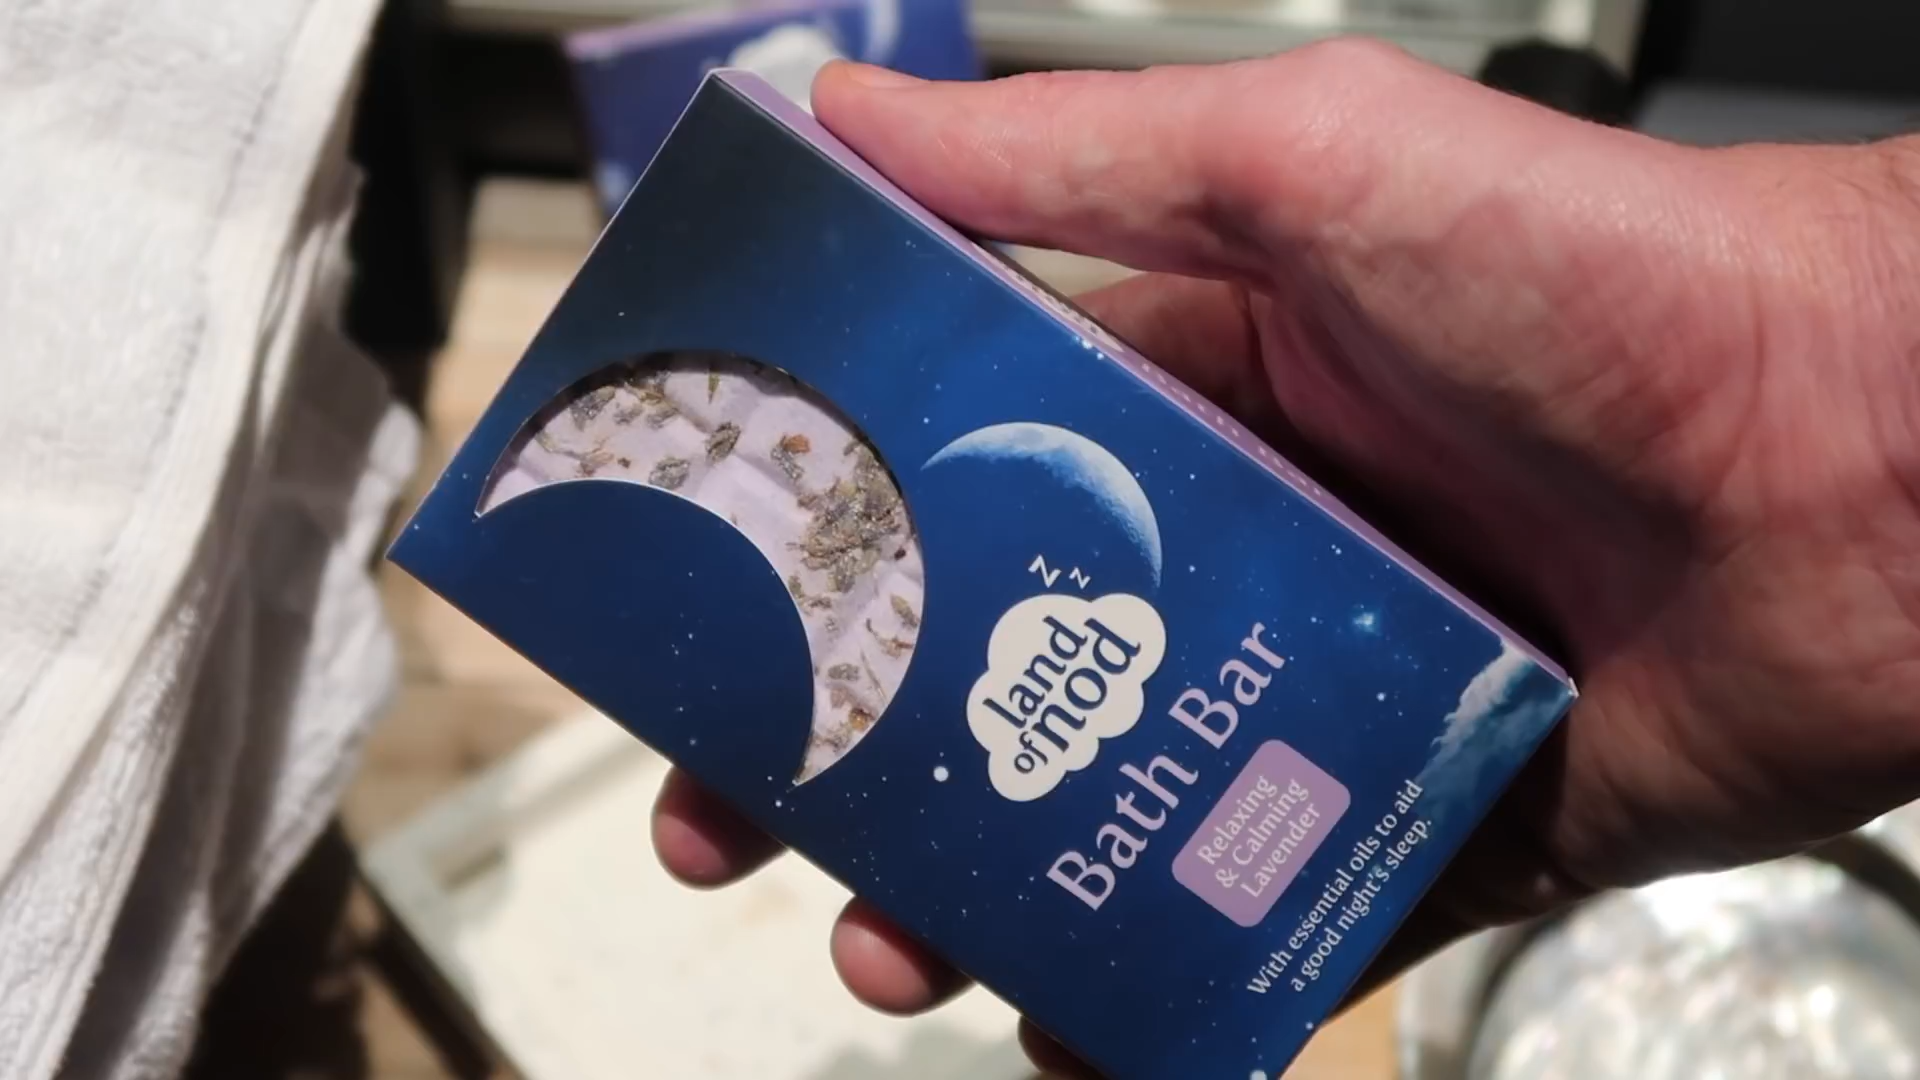 z z
land
of nod
Bath Bar
Relaxing
& Calming
Lavender
With essential oils to aid
a good night's sleep.